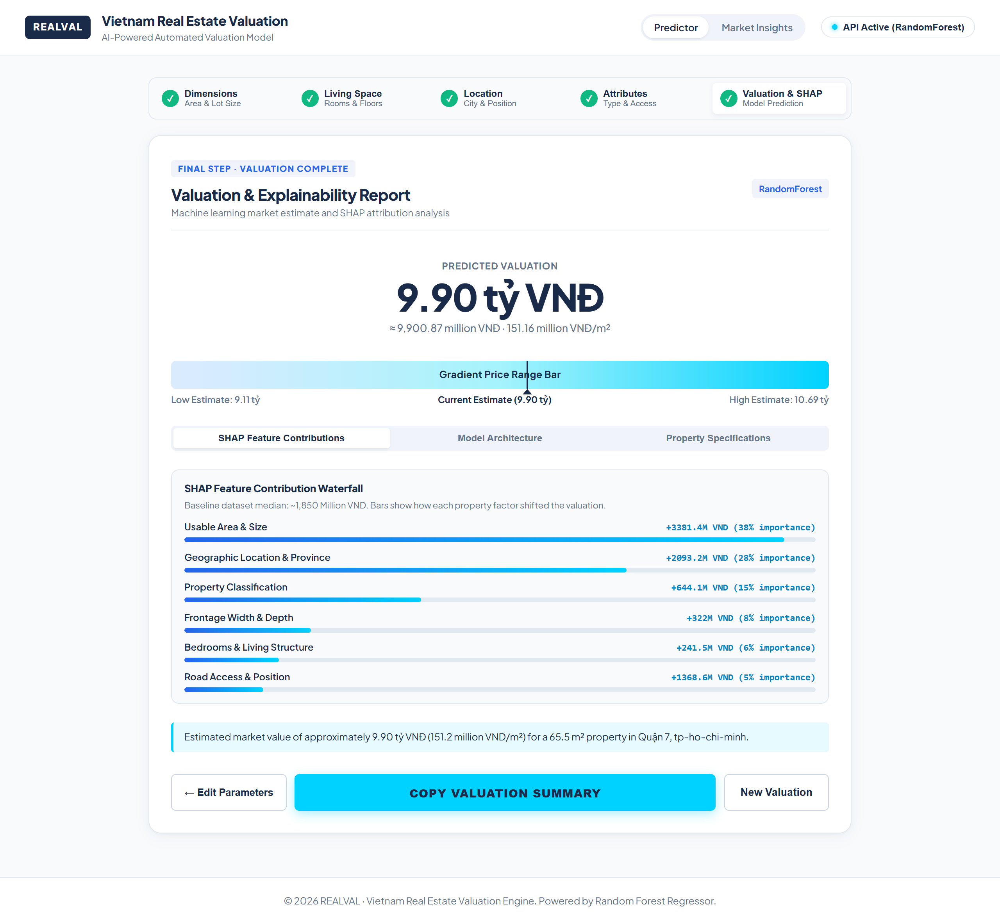 REALVAL
Vietnam Real Estate Valuation
AI-Powered Automated Valuation Model
Predictor
Market Insights
API Active (RandomForest)
Dimensions
Area & Lot Size
Living Space
Rooms & Floors
Location
City & Position
Attributes
Type & Access
Valuation & SHAP
Model Prediction
FINAL STEP · VALUATION COMPLETE
Valuation & Explainability Report
Machine learning market estimate and SHAP attribution analysis
RandomForest
PREDICTED VALUATION
9.90 tỷ VNĐ
≈ 9,900.87 million VNĐ · 151.16 million VNĐ/m²
Gradient Price Range Bar
Low Estimate: 9.11 tỷ
Current Estimate (9.90 tỷ)
High Estimate: 10.69 tỷ
SHAP Feature Contributions
Model Architecture
Property Specifications
SHAP Feature Contribution Waterfall
Baseline dataset median: ~1,850 Million VND. Bars show how each property factor shifted the valuation.
Usable Area & Size
+3381.4M VND (38% importance)
Geographic Location & Province
+2093.2M VND (28% importance)
Property Classification
+644.1M VND (15% importance)
Frontage Width & Depth
+322M VND (8% importance)
Bedrooms & Living Structure
+241.5M VND (6% importance)
Road Access & Position
+1368.6M VND (5% importance)
Estimated market value of approximately 9.90 tỷ VNĐ (151.2 million VND/m²) for a 65.5 m² property in Quận 7, tp-ho-chi-minh.
← Edit Parameters
COPY VALUATION SUMMARY
New Valuation
© 2026 REALVAL · Vietnam Real Estate Valuation Engine. Powered by Random Forest Regressor.